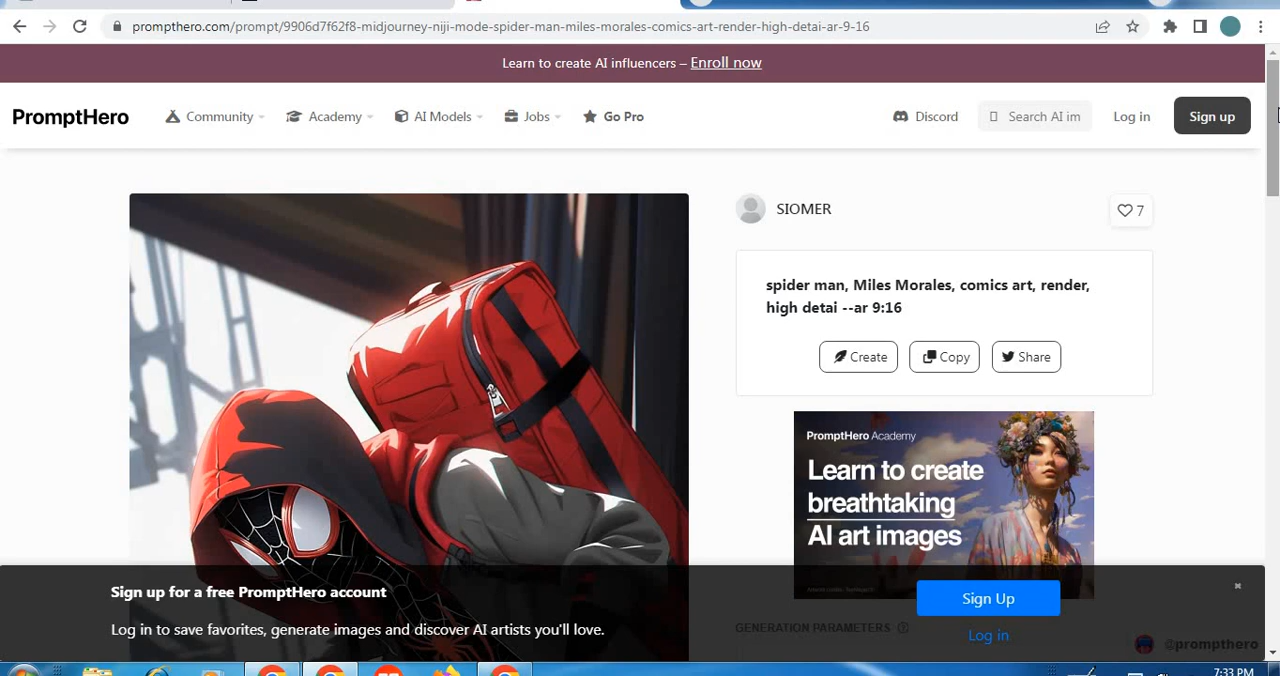 prompthero.com/prompt/9906d7f62f8-midjourney-niji-mode-spider-man-miles-morales-comics-art-render-high-detai-ar-9-16
Learn to create AI influencers – Enroll now
PromptHero Community Academy AI Models Jobs Go Pro Discord Search AI im Log in Sign up
SIOMER 7
spider man, Miles Morales, comics art, render,
high detai --ar 9:16
Create Copy Share
PromptHero Academy
Learn to create
breathtaking
AI art images
Sign up for a free PromptHero account
Sign Up
Log in to save favorites, generate images and discover AI artists you'll love.
Log in
GENERATION PARAMETERS
@prompthero
7:33 PM